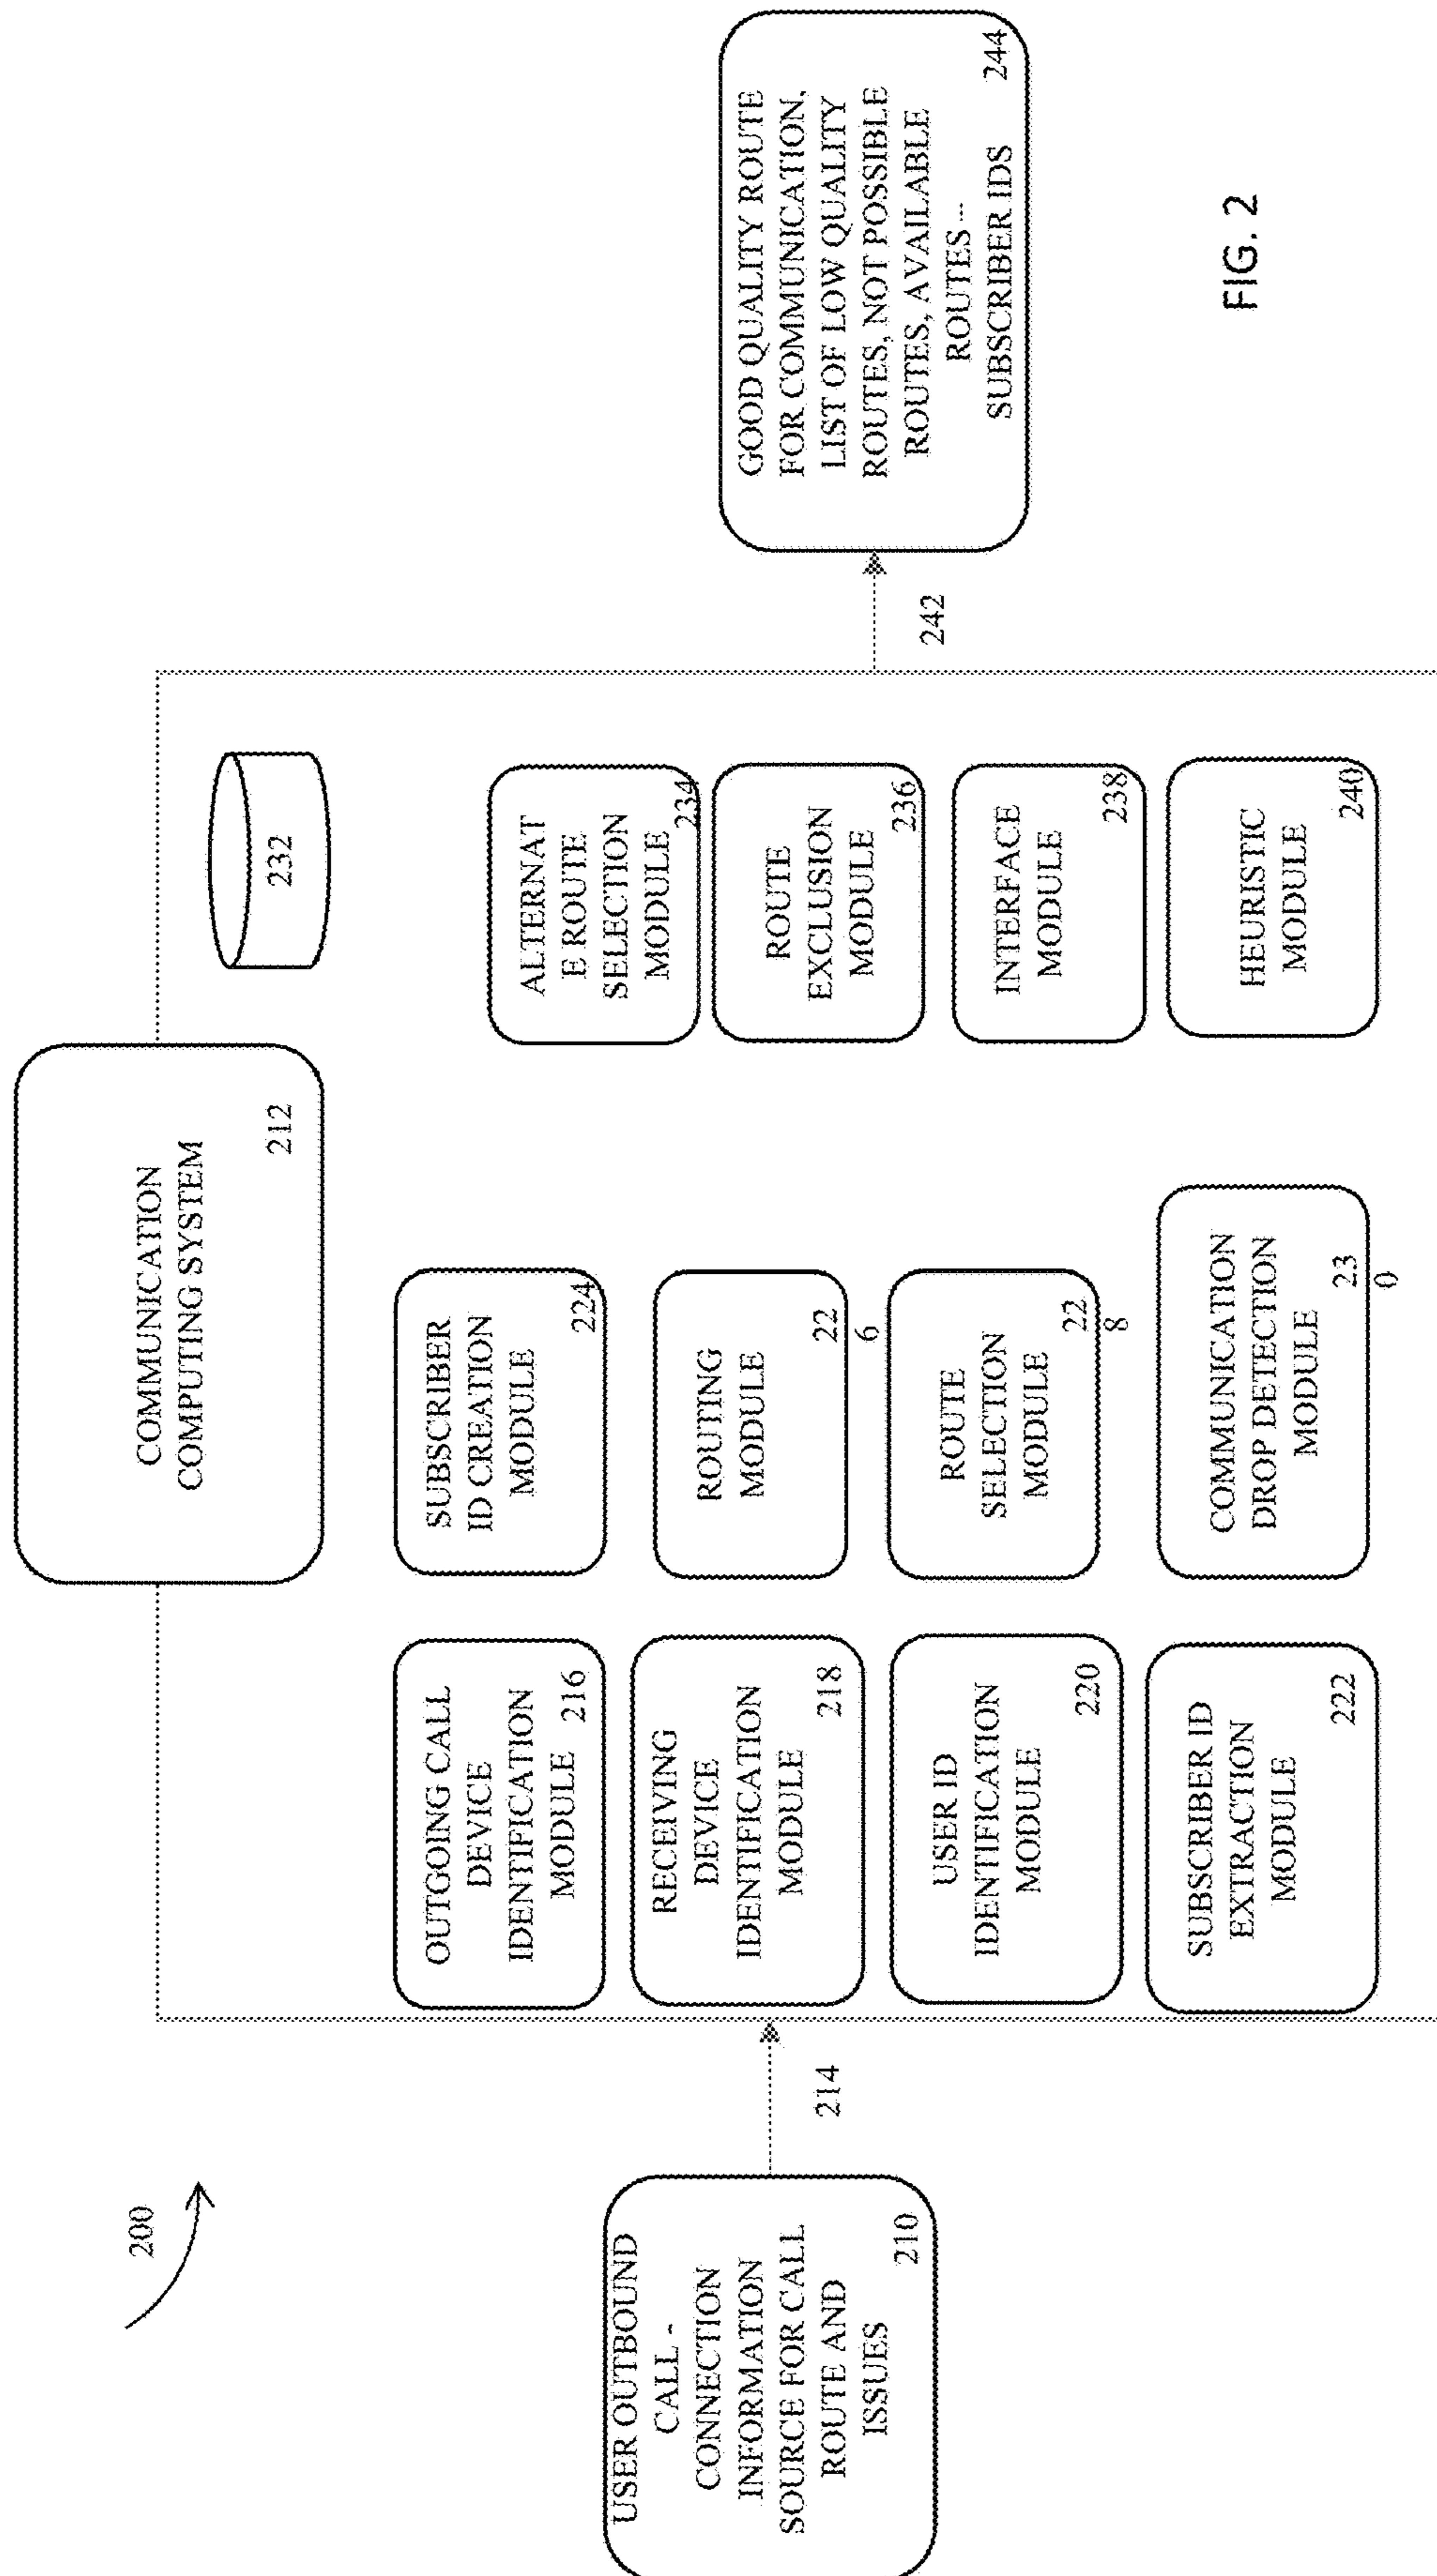 200
USER OUTBOUND
CALL -
CONNECTION
INFORMATION
SOURCE FOR CALL
ROUTE AND
ISSUES
210
214
COMMUNICATION
COMPUTING SYSTEM
212
OUTGOING CALL
DEVICE
IDENTIFICATION
MODULE
216
RECEIVING
DEVICE
IDENTIFICATION
MODULE
218
USER ID
IDENTIFICATION
MODULE
220
SUBSCRIBER ID
EXTRACTION
MODULE
222
SUBSCRIBER
ID CREATION
MODULE
224
ROUTING
MODULE
22
6
ROUTE
SELECTION
MODULE
22
8
COMMUNICATION
DROP DETECTION
MODULE
23
0
232
ALTERNAT
E ROUTE
SELECTION
MODULE
234
ROUTE
EXCLUSION
MODULE
236
INTERFACE
MODULE
238
HEURISTIC
MODULE
240
242
GOOD QUALITY ROUTE
FOR COMMUNICATION,
LIST OF LOW QUALITY
ROUTES, NOT POSSIBLE
ROUTES, AVAILABLE
ROUTES--
SUBSCRIBER IDS
244
FIG. 2